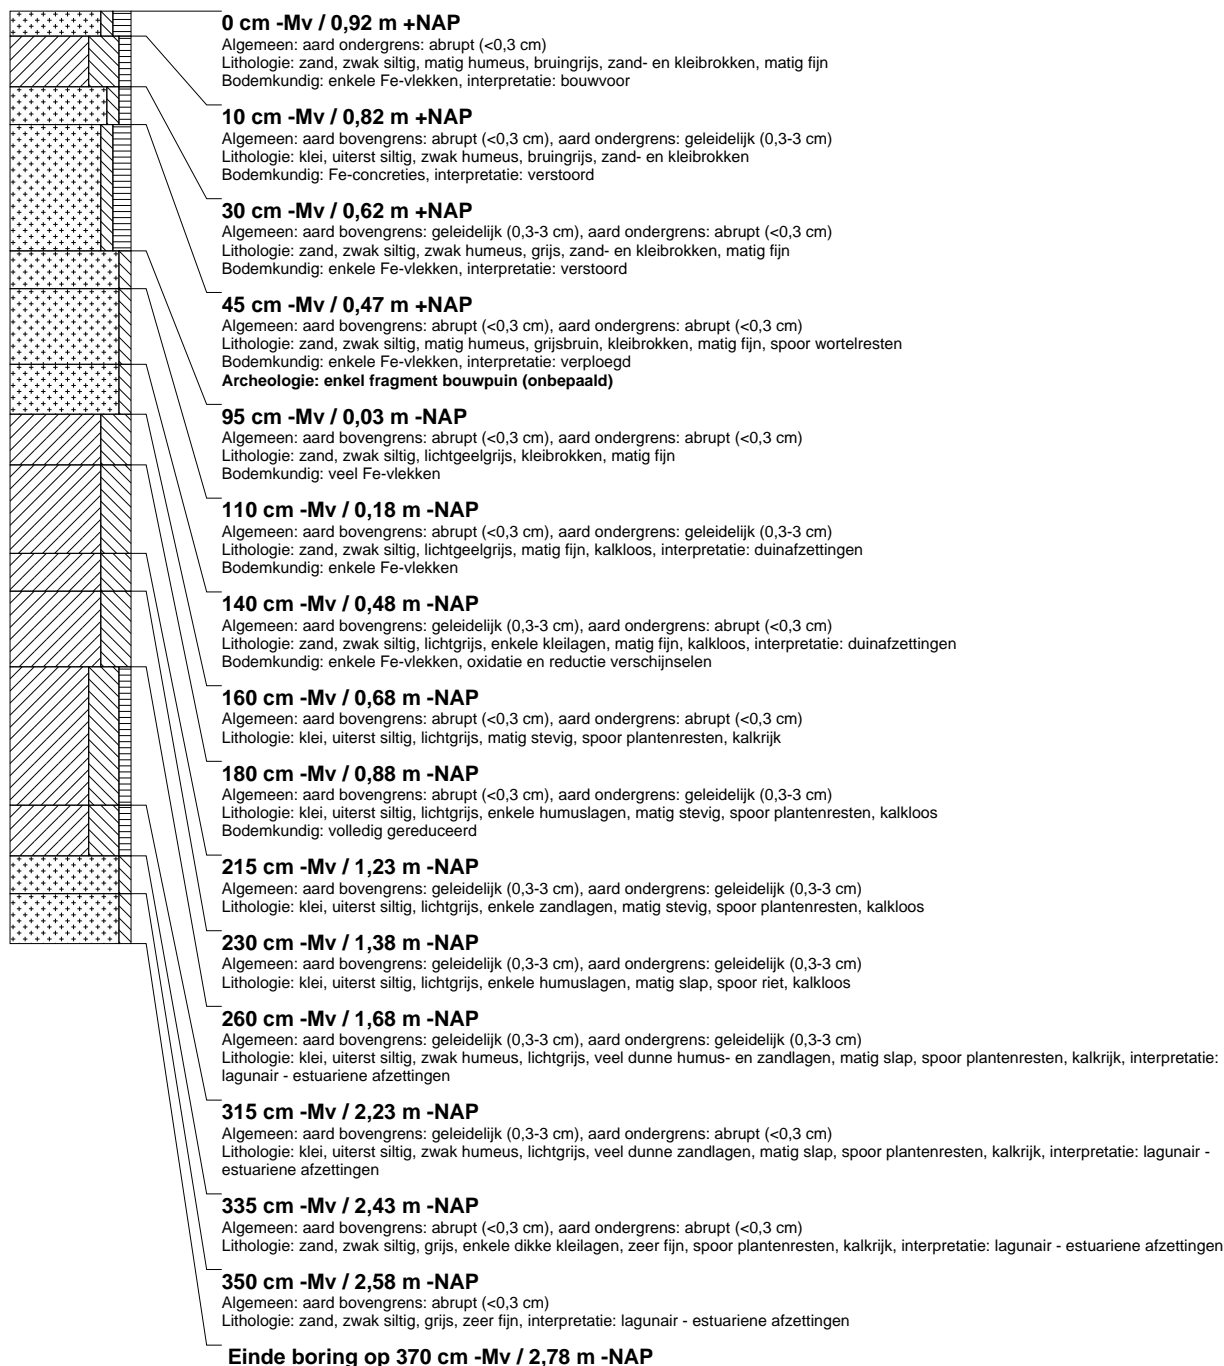 0 cm -Mv / 0,92 m +NAP
Algemeen: aard ondergrens: abrupt (<0,3 cm)
Lithologie: zand, zwak siltig, matig humeus, bruingrijs, zand- en kleibrokken, matig fijn
Bodemkundig: enkele Fe-vlekken, interpretatie: bouwvoor
10 cm -Mv / 0,82 m +NAP
Algemeen: aard bovengrens: abrupt (<0,3 cm), aard ondergrens: geleidelijk (0,3-3 cm)
Lithologie: klei, uiterst siltig, zwak humeus, bruingrijs, zand- en kleibrokken
Bodemkundig: Fe-concreties, interpretatie: verstoord
30 cm -Mv / 0,62 m +NAP
Algemeen: aard bovengrens: geleidelijk (0,3-3 cm), aard ondergrens: abrupt (<0,3 cm)
Lithologie: zand, zwak siltig, zwak humeus, grijs, zand- en kleibrokken, matig fijn
Bodemkundig: enkele Fe-vlekken, interpretatie: verstoord
45 cm -Mv / 0,47 m +NAP
Algemeen: aard bovengrens: abrupt (<0,3 cm), aard ondergrens: abrupt (<0,3 cm)
Lithologie: zand, zwak siltig, matig humeus, grijsbruin, kleibrokken, matig fijn, spoor wortelresten
Bodemkundig: enkele Fe-vlekken, interpretatie: verploegd
Archeologie: enkel fragment bouwpuin (onbepaald)
95 cm -Mv / 0,03 m -NAP
Algemeen: aard bovengrens: abrupt (<0,3 cm), aard ondergrens: abrupt (<0,3 cm)
Lithologie: zand, zwak siltig, lichtgeelgrijs, kleibrokken, matig fijn
Bodemkundig: veel Fe-vlekken
110 cm -Mv / 0,18 m -NAP
Algemeen: aard bovengrens: abrupt (<0,3 cm), aard ondergrens: geleidelijk (0,3-3 cm)
Lithologie: zand, zwak siltig, lichtgeelgrijs, matig fijn, kalkloos, interpretatie: duinafzettingen
Bodemkundig: enkele Fe-vlekken
140 cm -Mv / 0,48 m -NAP
Algemeen: aard bovengrens: geleidelijk (0,3-3 cm), aard ondergrens: abrupt (<0,3 cm)
Lithologie: zand, zwak siltig, lichtgrijs, enkele kleilagen, matig fijn, kalkloos, interpretatie: duinafzettingen
Bodemkundig: enkele Fe-vlekken, oxidatie en reductie verschijnselen
160 cm -Mv / 0,68 m -NAP
Algemeen: aard bovengrens: abrupt (<0,3 cm), aard ondergrens: abrupt (<0,3 cm)
Lithologie: klei, uiterst siltig, lichtgrijs, matig stevig, spoor plantenresten, kalkrijk
180 cm -Mv / 0,88 m -NAP
Algemeen: aard bovengrens: abrupt (<0,3 cm), aard ondergrens: geleidelijk (0,3-3 cm)
Lithologie: klei, uiterst siltig, lichtgrijs, enkele humuslagen, matig stevig, spoor plantenresten, kalkloos
Bodemkundig: volledig gereduceerd
215 cm -Mv / 1,23 m -NAP
Algemeen: aard bovengrens: geleidelijk (0,3-3 cm), aard ondergrens: geleidelijk (0,3-3 cm)
Lithologie: klei, uiterst siltig, lichtgrijs, enkele zandlagen, matig stevig, spoor plantenresten, kalkloos
230 cm -Mv / 1,38 m -NAP
Algemeen: aard bovengrens: geleidelijk (0,3-3 cm), aard ondergrens: geleidelijk (0,3-3 cm)
Lithologie: klei, uiterst siltig, lichtgrijs, enkele humuslagen, matig slap, spoor riet, kalkloos
260 cm -Mv / 1,68 m -NAP
Algemeen: aard bovengrens: geleidelijk (0,3-3 cm), aard ondergrens: geleidelijk (0,3-3 cm)
Lithologie: klei, uiterst siltig, zwak humeus, lichtgrijs, veel dunne humus- en zandlagen, matig slap, spoor plantenresten, kalkrijk, interpretatie:
lagunair - estuariene afzettingen
315 cm -Mv / 2,23 m -NAP
Algemeen: aard bovengrens: geleidelijk (0,3-3 cm), aard ondergrens: abrupt (<0,3 cm)
Lithologie: klei, uiterst siltig, zwak humeus, lichtgrijs, veel dunne zandlagen, matig slap, spoor plantenresten, kalkrijk, interpretatie: lagunair -
estuariene afzettingen
335 cm -Mv / 2,43 m -NAP
Algemeen: aard bovengrens: abrupt (<0,3 cm), aard ondergrens: abrupt (<0,3 cm)
Lithologie: zand, zwak siltig, grijs, enkele dikke kleilagen, zeer fijn, spoor plantenresten, kalkrijk, interpretatie: lagunair - estuariene afzettingen
350 cm -Mv / 2,58 m -NAP
Algemeen: aard bovengrens: abrupt (<0,3 cm)
Lithologie: zand, zwak siltig, grijs, zeer fijn, interpretatie: lagunair - estuariene afzettingen
Einde boring op 370 cm -Mv / 2,78 m -NAP